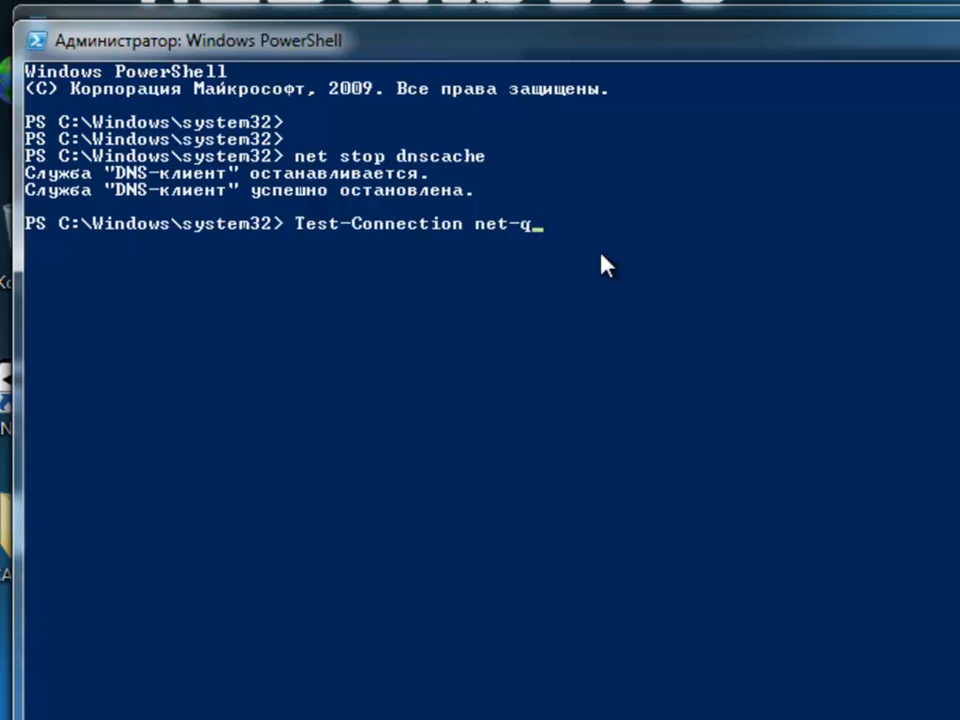 Администратор: Windows PowerShell
Windows PowerShell
(C) Корпорация Майкрософт, 2009. Все права защищены.
PS C:\Windows\system32>
PS C:\Windows\system32>
PS C:\Windows\system32> net stop dnscache
Служба "DNS-клиент" останавливается.
Служба "DNS-клиент" успешно остановлена.
PS C:\Windows\system32> Test-Connection net-q_